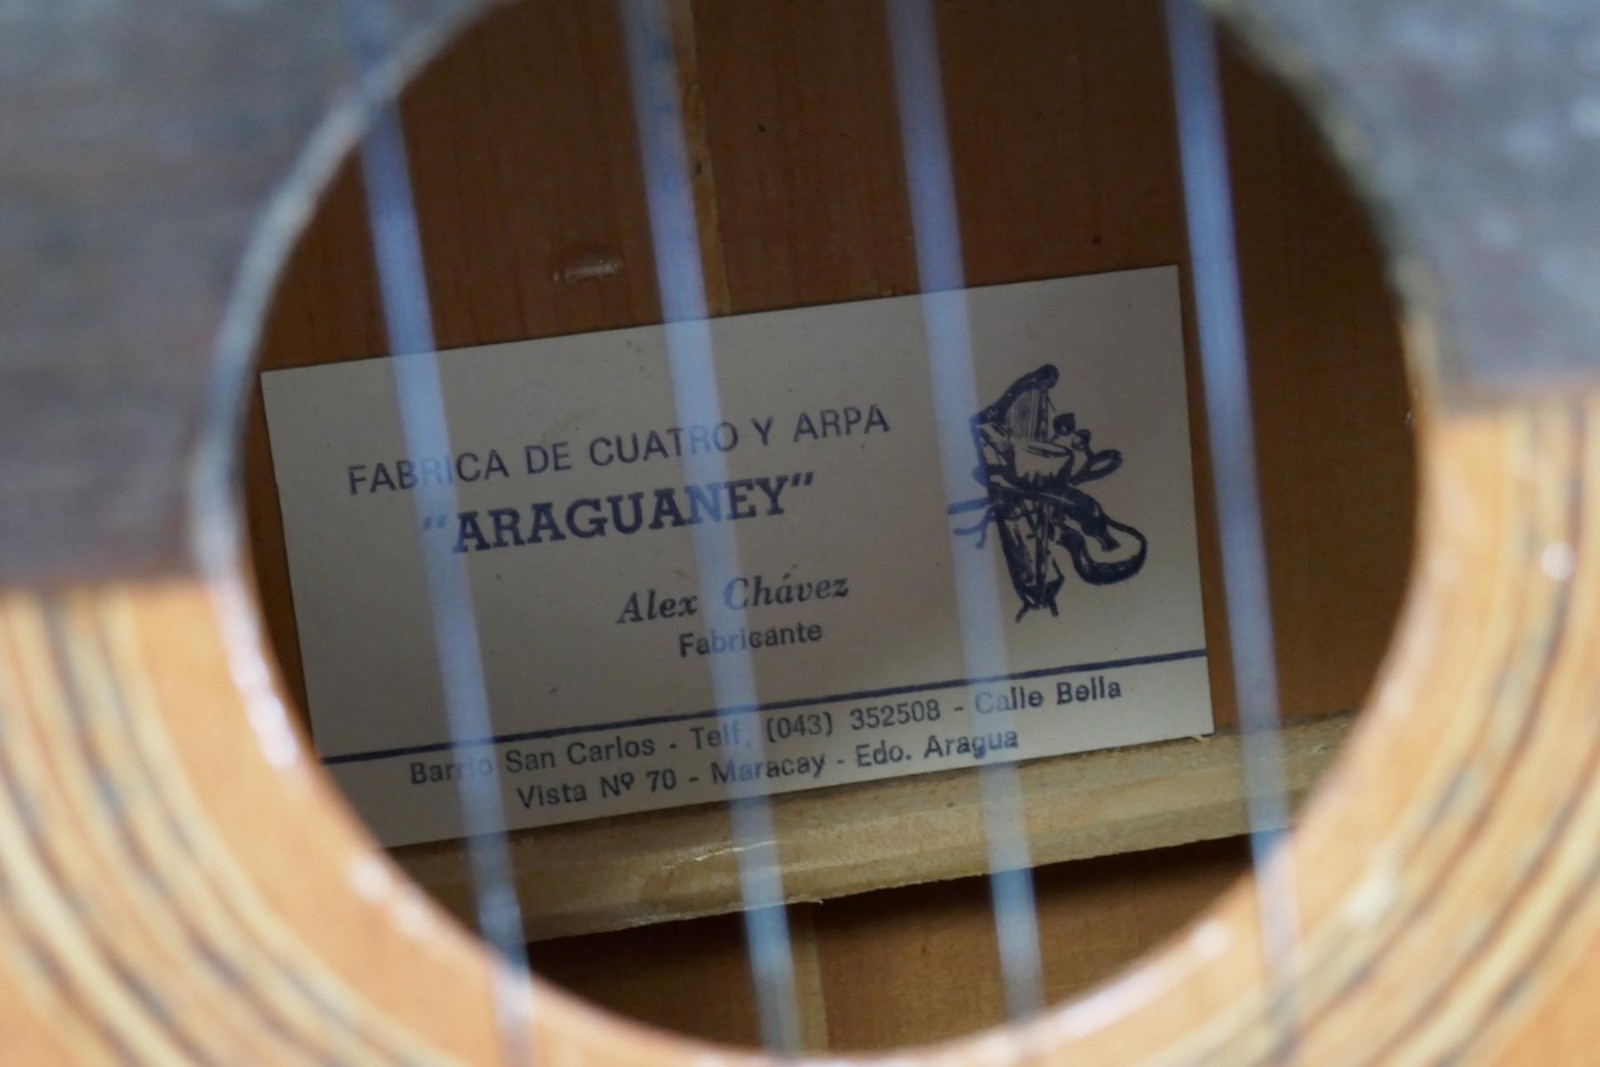 FABRICA DE CUATRO Y ARPA
"ARAGUANEY"
Alex Chávez
Fabricante
Barrio San Carlos - Telf. (043) 352508 - Calle Bella
Vista Nº 70 - Maracay - Edo. Aragua